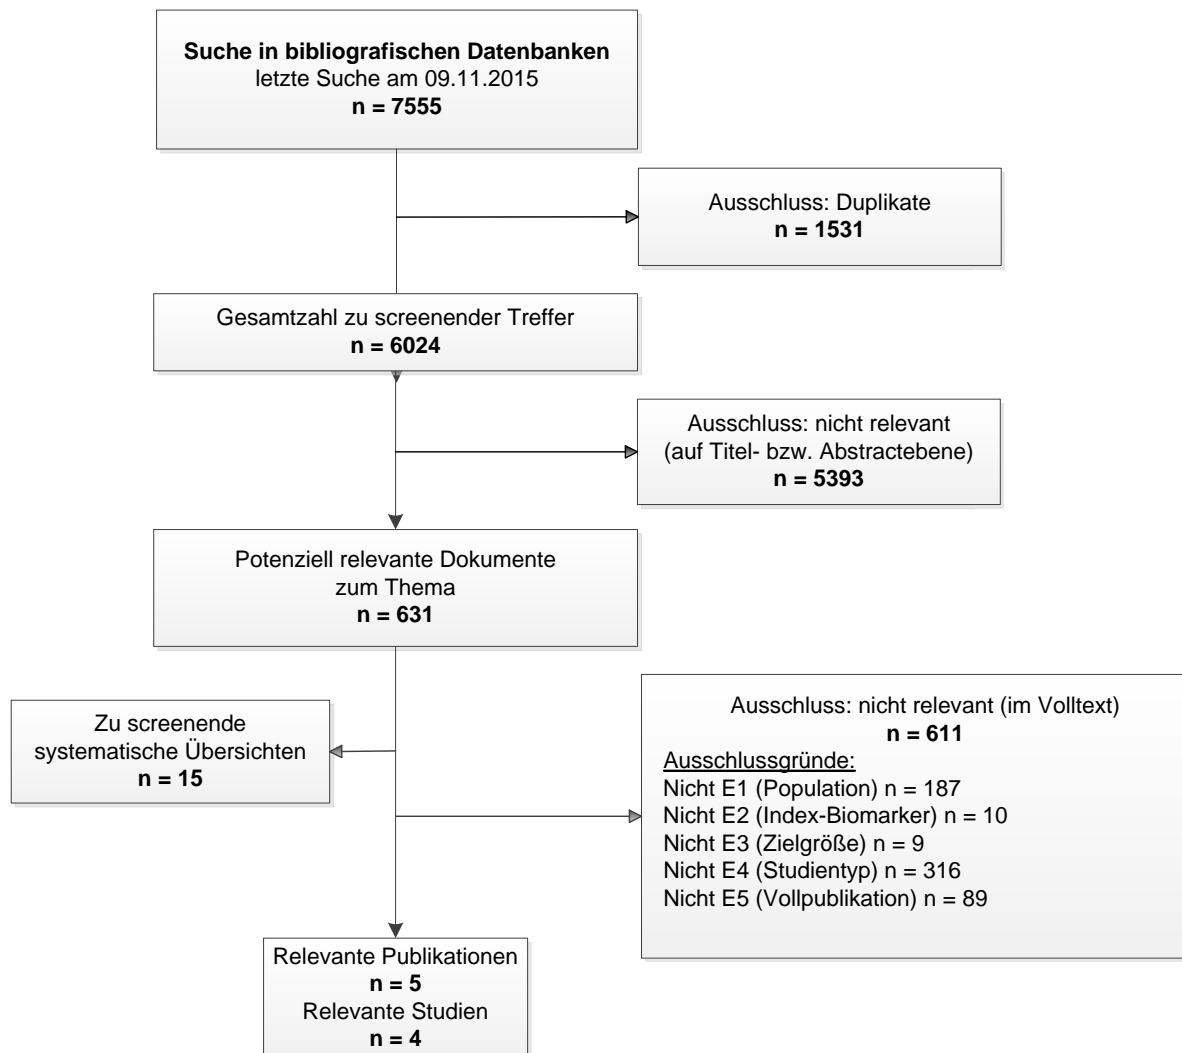 Suche in bibliografischen Datenbanken
letzte Suche am 09.11.2015
n = 7555
Ausschluss: Duplikate
n = 1531
Gesamtzahl zu screenender Treffer
n = 6024
Ausschluss: nicht relevant
(auf Titel- bzw. Abstractebene)
n = 5393
Potenziell relevante Dokumente
zum Thema
n = 631
Zu screenende
systematische Übersichten
n = 15
Ausschluss: nicht relevant (im Volltext)
n = 611
Ausschlussgründe:
Nicht E1 (Population) n = 187
Nicht E2 (Index-Biomarker) n = 10
Nicht E3 (Zielgröße) n = 9
Nicht E4 (Studientyp) n = 316
Nicht E5 (Vollpublikation) n = 89
Relevante Publikationen
n = 5
Relevante Studien
n = 4